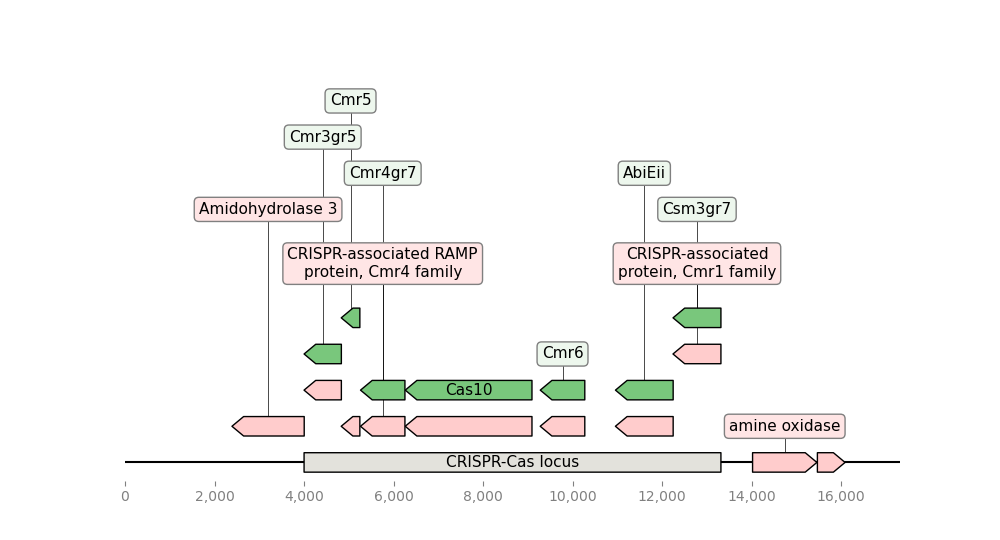 Cmr5
Cmr3gr5
Cmr4gr7
AbiEii
Amidohydrolase 3
Csm3gr7
CRISPR-associated RAMP
protein, Cmr4 family
CRISPR-associated
protein, Cmr1 family
Cmr6
Cas10
amine oxidase
CRISPR-Cas locus
0
2,000
4,000
6,000
8,000
10,000
12,000
14,000
16,000